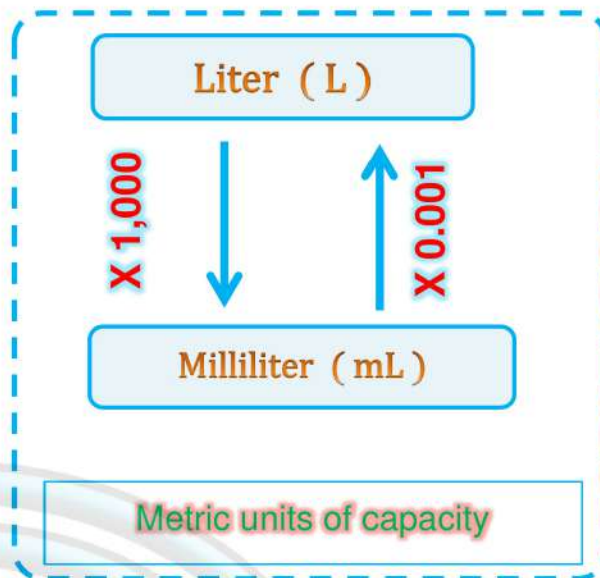 Liter ( L )
X 1,000
X 0.001
Milliliter ( mL )
Metric units of capacity